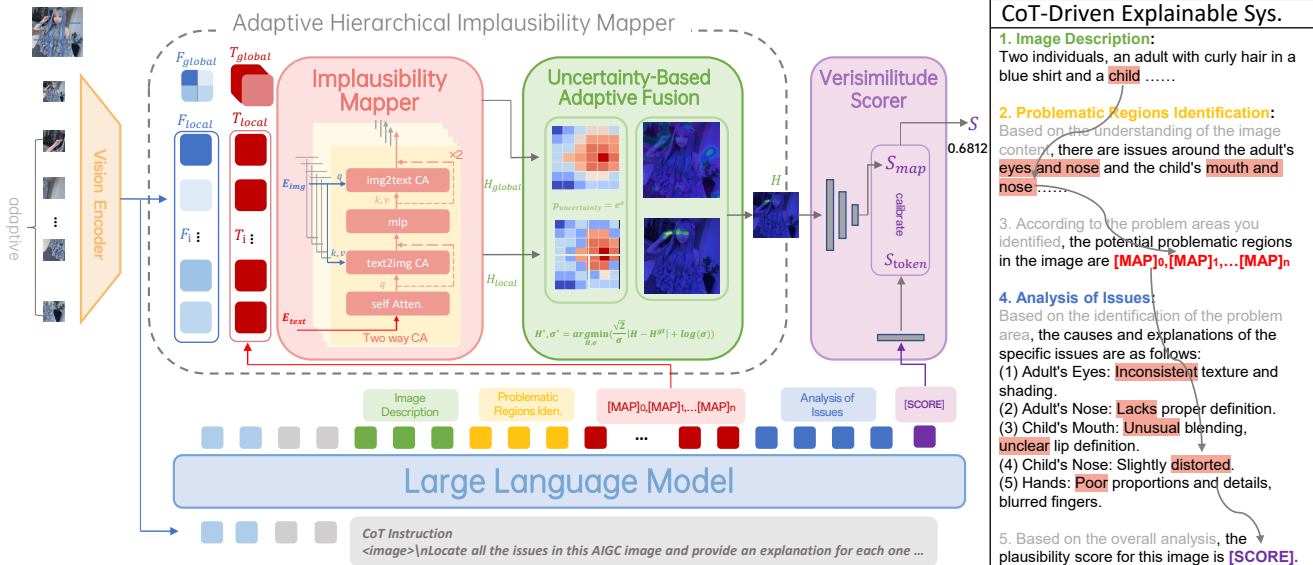 Adaptive Hierarchical Implausibility Mapper
adaptive
Vision Encoder
F_global
T_global
F_local
T_local
F_i
T_i
Implausibility
Mapper
×2
q
img2text CA
E_img
k, v
mlp
k, v
text2img CA
q
self Atten.
E_text
Two way CA
H_global
H_local
Uncertainty-Based
Adaptive Fusion
p_uncertainty = e^σ
H*, σ* = argmin_{H,σ}(√2/σ |H − H^gt| + log(σ))
H
Verisimilitude
Scorer
S
0.6812
S_map
calibrate
S_token
Image
Description
Problematic
Regions Iden.
[MAP]0,[MAP]1,...[MAP]n
Analysis of
Issues
[SCORE]
...
Large Language Model
CoT Instruction
<image>\nLocate all the issues in this AIGC image and provide an explanation for each one ...
CoT-Driven Explainable Sys.
1. Image Description:
Two individuals, an adult with curly hair in a
blue shirt and a child ......
2. Problematic Regions Identification:
Based on the understanding of the image
content, there are issues around the adult's
eyes and nose and the child's mouth and
nose ......
3. According to the problem areas you
identified, the potential problematic regions
in the image are [MAP]0,[MAP]1,...[MAP]n
4. Analysis of Issues:
Based on the identification of the problem
area, the causes and explanations of the
specific issues are as follows:
(1) Adult's Eyes: Inconsistent texture and
shading.
(2) Adult's Nose: Lacks proper definition.
(3) Child's Mouth: Unusual blending,
unclear lip definition.
(4) Child's Nose: Slightly distorted.
(5) Hands: Poor proportions and details,
blurred fingers.
5. Based on the overall analysis, the
plausibility score for this image is [SCORE].